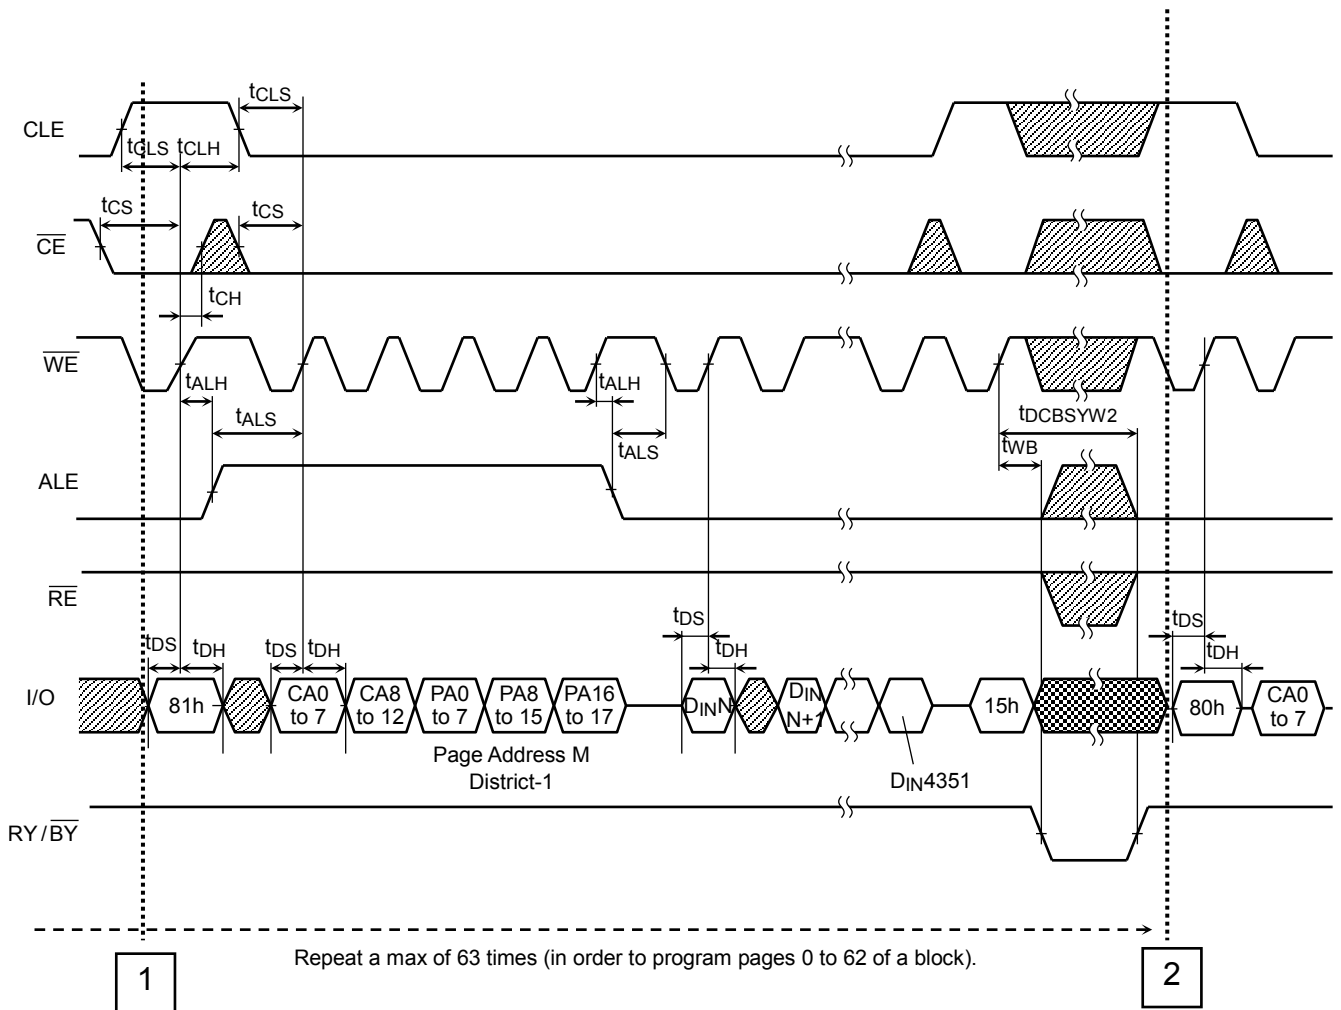 tCLS
CLE
tCLS tCLH
tCS tCS
CE
tCH
WE
tALH tALH
tALS tDCBSYW2
tALS tWB
ALE
RE
tDS tDH tDS tDH tDS tDH tDS tDH
I/O 81h CA0 to 7 CA8 to 12 PA0 to 7 PA8 to 15 PA16 to 17 DINN DIN N+1 15h 80h CA0 to 7
Page Address M
District-1
DIN4351
RY/BY
Repeat a max of 63 times (in order to program pages 0 to 62 of a block).
1 2